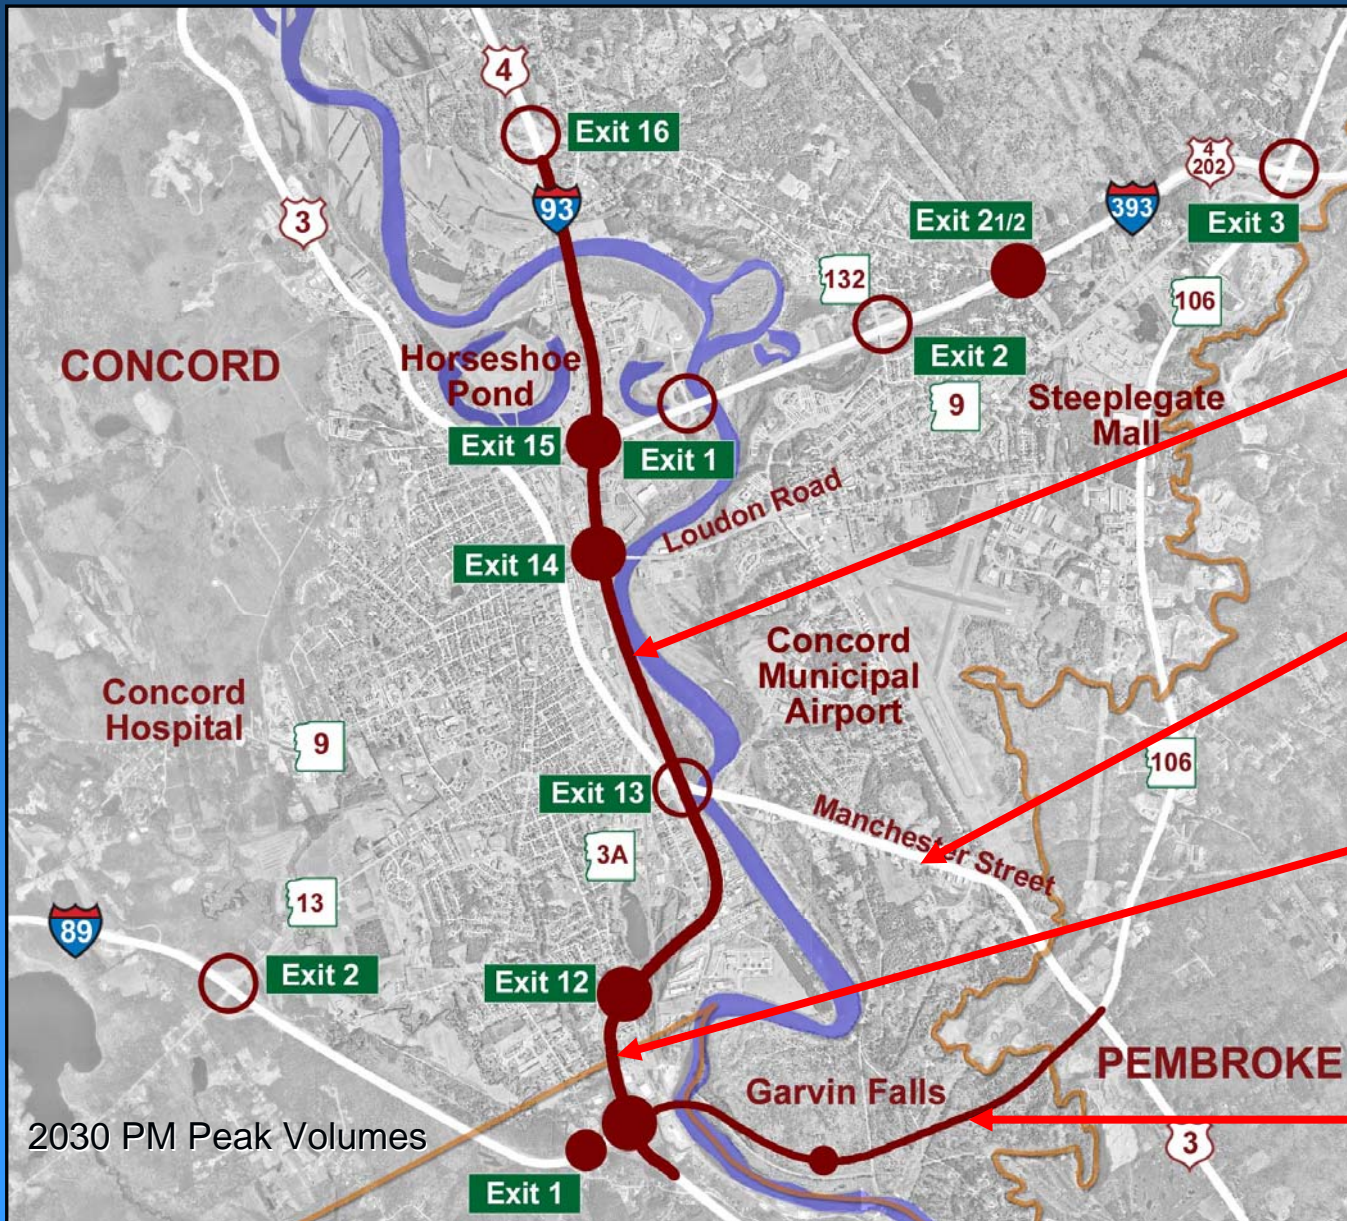 4
Exit 16
4
202
93
393
3
Exit 2 1/2
Exit 3
132
106
CONCORD
Horseshoe
Pond
Exit 2
9
Steeplegate
Mall
Exit 15
Exit 1
Loudon Road
Exit 14
Concord
Municipal
Airport
Concord
Hospital
9
106
Exit 13
Manchester Street
3A
13
89
Exit 2
Exit 12
PEMBROKE
Garvin Falls
2030 PM Peak Volumes
3
Exit 1